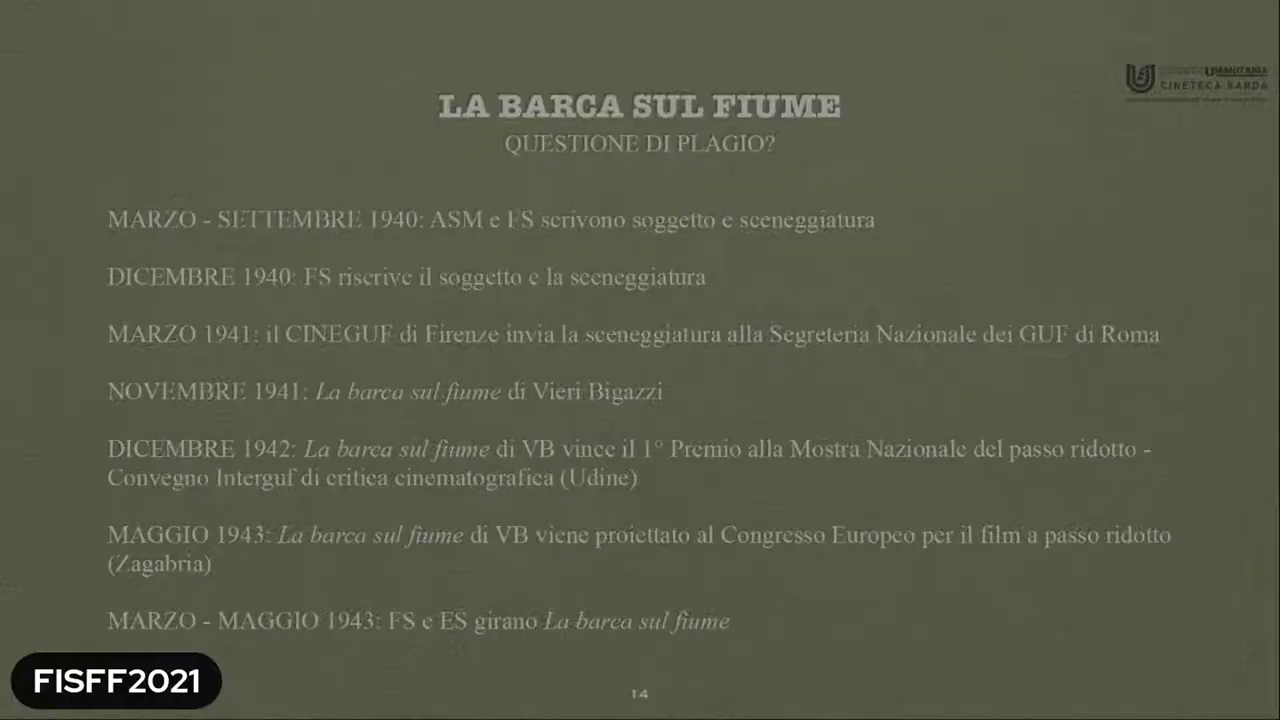 UMANITARIA
CINETECA SARDA
LA BARCA SUL FIUME
QUESTIONE DI PLAGIO?
MARZO - SETTEMBRE 1940: ASM e FS scrivono soggetto e sceneggiatura
DICEMBRE 1940: FS riscrive il soggetto e la sceneggiatura
MARZO 1941: il CINEGUF di Firenze invia la sceneggiatura alla Segreteria Nazionale dei GUF di Roma
NOVEMBRE 1941: La barca sul fiume di Vieri Bigazzi
DICEMBRE 1942: La barca sul fiume di VB vince il 1° Premio alla Mostra Nazionale del passo ridotto -
Convegno Interguf di critica cinematografica (Udine)
MAGGIO 1943: La barca sul fiume di VB viene proiettato al Congresso Europeo per il film a passo ridotto
(Zagabria)
MARZO - MAGGIO 1943: FS e ES girano La barca sul fiume
FISFF2021
14